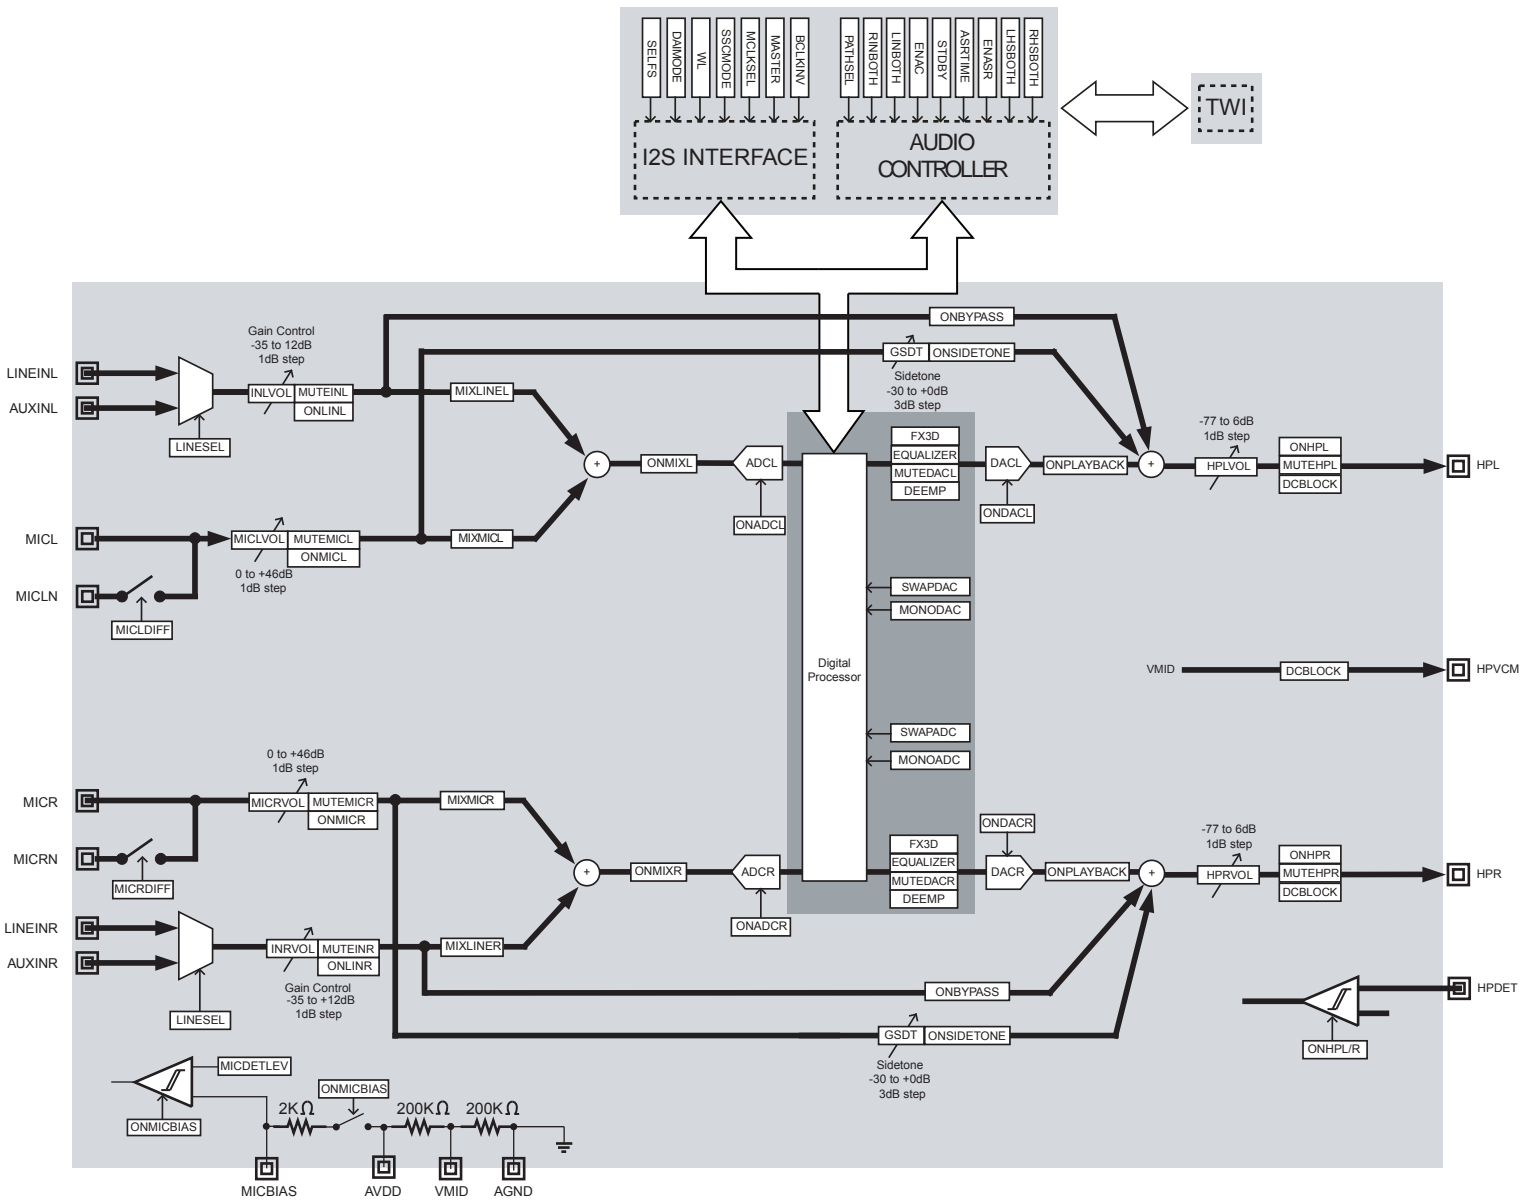 SELFS
DAIMODE
WL
SSCMODE
MCLKSEL
MASTER
BCLKINV
PATHSEL
RINBOTH
LINBOTH
ENAC
STDBY
ASRTIME
ENASR
LHSBOTH
RHSBOTH
I2S INTERFACE
AUDIO
CONTROLLER
TWI
ONBYPASS
Gain Control
-35 to 12dB
1dB step
GSDT
ONSIDETONE
Sidetone
-30 to +0dB
3dB step
LINEINL
AUXINL
INLVOL
MUTEINL
ONLINL
MIXLINEL
LINESEL
-77 to 6dB
1dB step
FX3D
EQUALIZER
MUTEDACL
DEEMP
+
ONMIXL
ADCL
DACL
ONPLAYBACK
+
HPLVOL
ONHPL
MUTEHPL
DCBLOCK
HPL
ONADCL
ONDACL
MICL
MICLVOL
MUTEMICL
ONMICL
MIXMICL
0 to +46dB
1dB step
MICLN
MICLDIFF
SWAPDAC
MONODAC
Digital
Processor
VMID
DCBLOCK
HPVCM
SWAPADC
MONOADC
0 to +46dB
1dB step
MICR
MICRVOL
MUTEMICR
ONMICR
MIXMICR
MICRN
MICRDIFF
ONDACR
-77 to 6dB
1dB step
FX3D
EQUALIZER
MUTEDACR
DEEMP
+
ONMIXR
ADCR
DACR
ONPLAYBACK
+
HPRVOL
ONHPR
MUTEHPR
DCBLOCK
HPR
ONADCR
LINEINR
AUXINR
INRVOL
MUTEINR
ONLINR
MIXLINER
LINESEL
Gain Control
-35 to +12dB
1dB step
ONBYPASS
GSDT
ONSIDETONE
Sidetone
-30 to +0dB
3dB step
HPDET
ONHPL/R
MICDETLEV
ONMICBIAS
ONMICBIAS
2KΩ
200KΩ
200KΩ
MICBIAS
AVDD
VMID
AGND